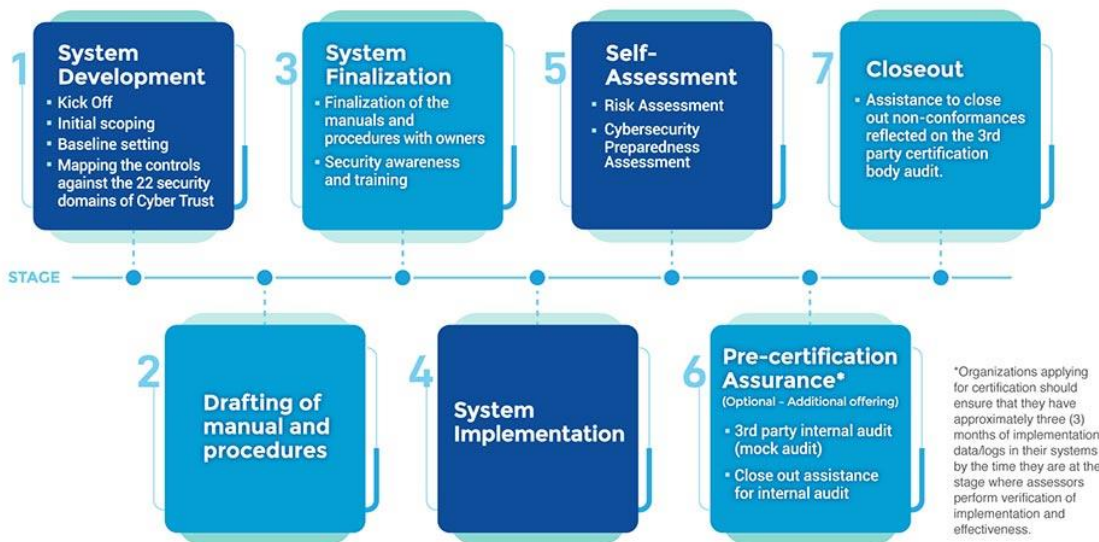 1
System
Development
▪ Kick Off
▪ Initial scoping
▪ Baseline setting
▪ Mapping the controls
against the 22 security
domains of Cyber Trust
3
System
Finalization
▪ Finalization of the
manuals and
procedures with owners
▪ Security awareness
and training
5
Self-
Assessment
▪ Risk Assessment
▪ Cybersecurity
Preparedness
Assessment
7
Closeout
▪ Assistance to close
out non-conformances
reflected on the 3rd
party certification
body audit.
STAGE
2
Drafting of
manual and
procedures
4
System
Implementation
6
Pre-certification
Assurance*
(Optional - Additional offering)
▪ 3rd party internal audit
(mock audit)
▪ Close out assistance
for internal audit
*Organizations applying
for certification should
ensure that they have
approximately three (3)
months of implementation
data/logs in their systems
by the time they are at the
stage where assessors
perform verification of
implementation and
effectiveness.